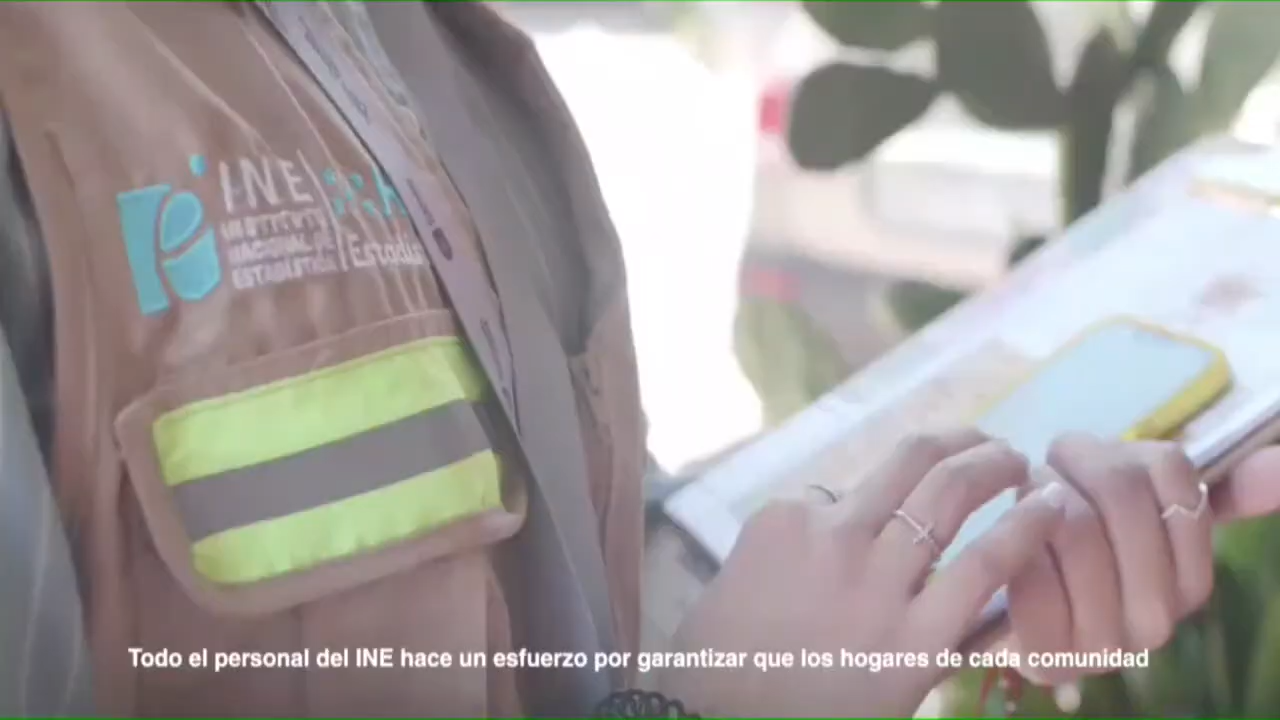 INE
INSTITUTO
NACIONAL DE
ESTADÍSTICA
Todo el personal del INE hace un esfuerzo por garantizar que los hogares de cada comunidad